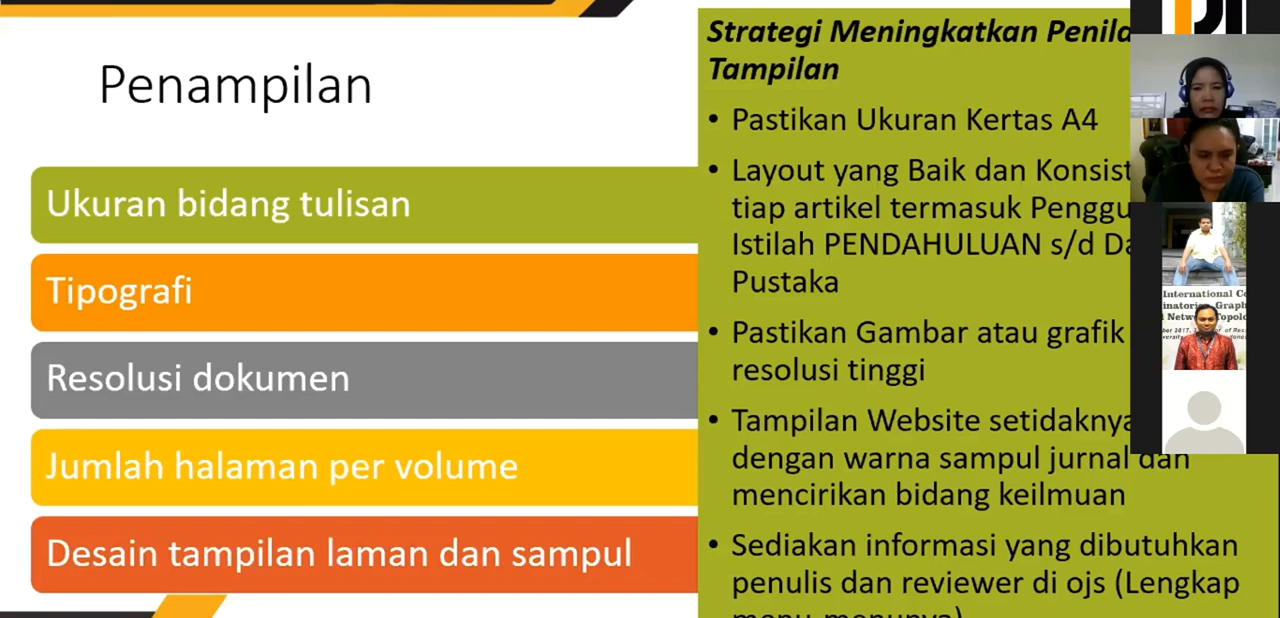 Penampilan
Ukuran bidang tulisan
Tipografi
Resolusi dokumen
Jumlah halaman per volume
Desain tampilan laman dan sampul
Strategi Meningkatkan
Tampilan
• Pastikan Ukuran Kertas A4
• Layout yang Baik dan
tiap artikel termasuk
Istilah PENDAHULUAN s/d
Pustaka
• Pastikan Gambar atau grafik
resolusi tinggi
• Tampilan Website setidaknya
dengan warna sampul jurnal dan
mencirikan bidang keilmuan
• Sediakan informasi yang dibutuhkan
penulis dan reviewer di ojs (Lengkap
International